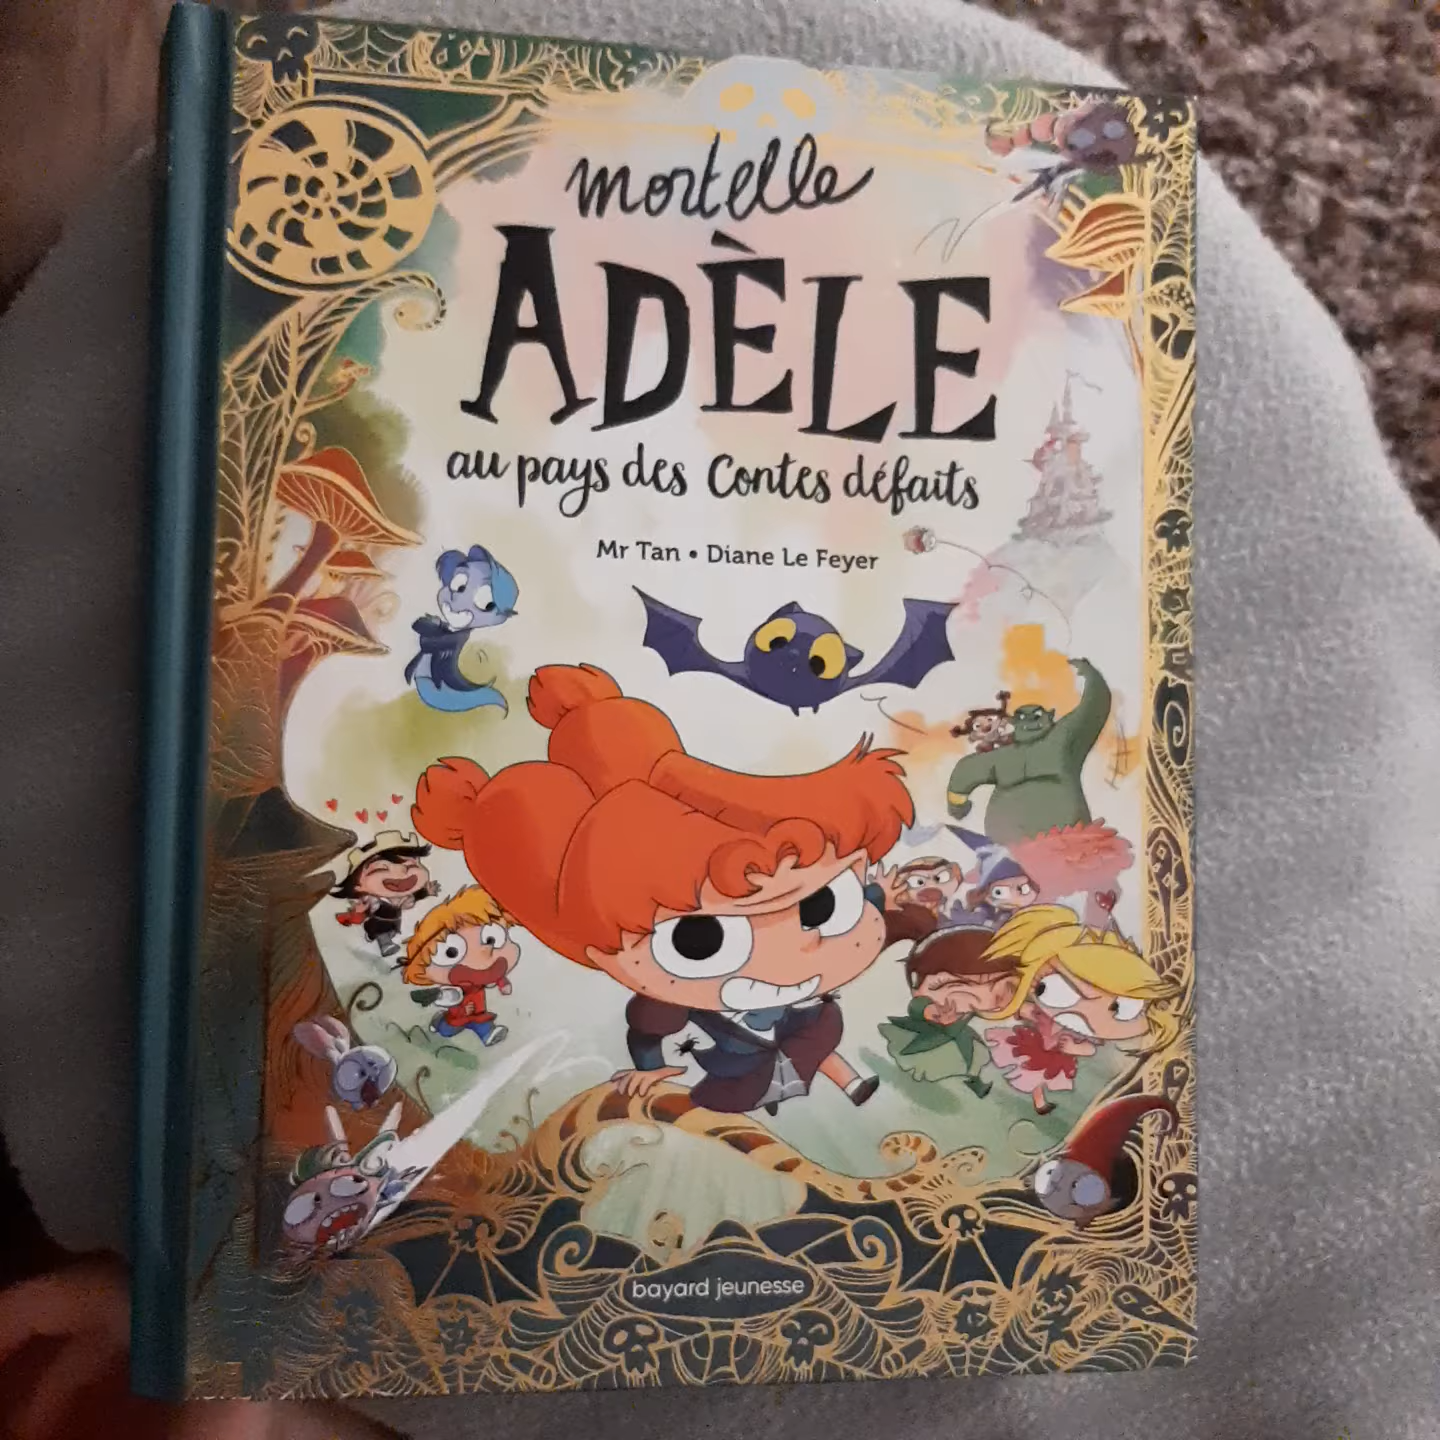 mortelle
ADÈLE
au pays des Contes défaits
Mr Tan • Diane Le Feyer
bayard jeunesse